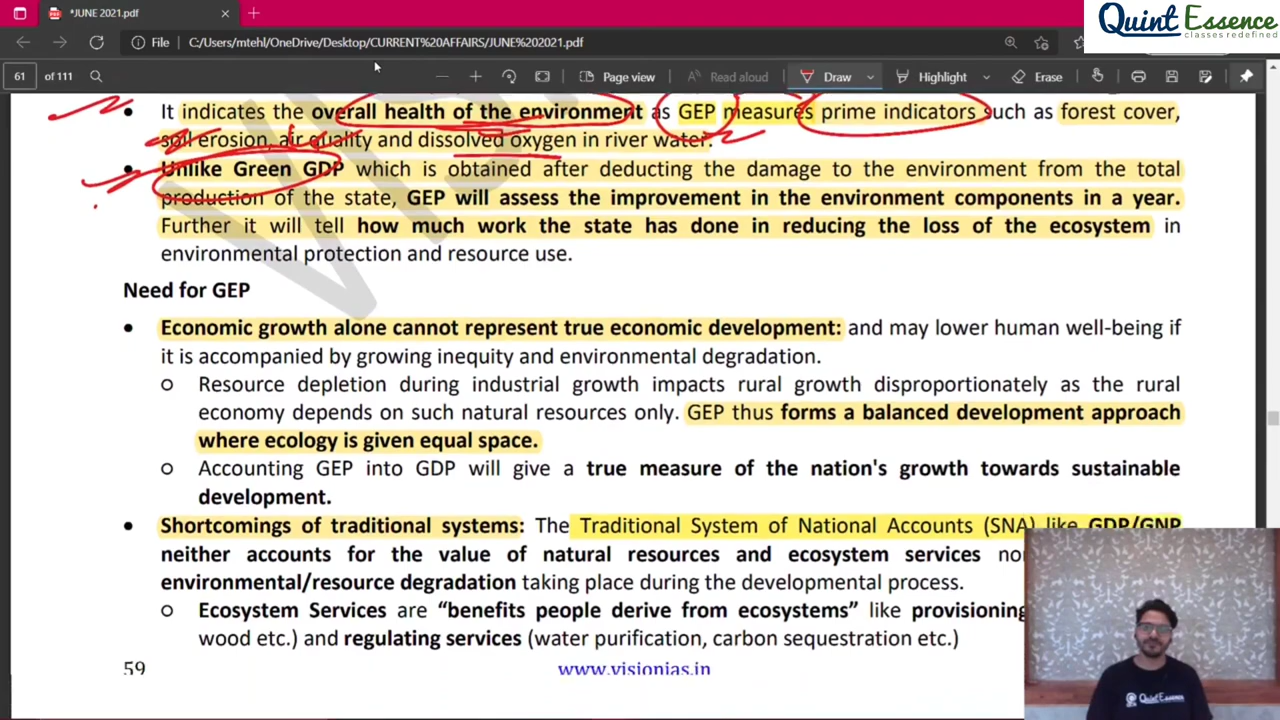 *JUNE 2021.pdf
Quint Essence
classes redefined
File C:/Users/mtehl/OneDrive/Desktop/CURRENT%20AFFAIRS/JUNE%202021.pdf
61 of 111 Page view Read aloud Draw Highlight Erase
• It indicates the overall health of the environment as GEP measures prime indicators such as forest cover,
soil erosion, air quality and dissolved oxygen in river water.
• Unlike Green GDP which is obtained after deducting the damage to the environment from the total
production of the state, GEP will assess the improvement in the environment components in a year.
Further it will tell how much work the state has done in reducing the loss of the ecosystem in
environmental protection and resource use.
Need for GEP
• Economic growth alone cannot represent true economic development: and may lower human well-being if
it is accompanied by growing inequity and environmental degradation.
o Resource depletion during industrial growth impacts rural growth disproportionately as the rural
economy depends on such natural resources only. GEP thus forms a balanced development approach
where ecology is given equal space.
o Accounting GEP into GDP will give a true measure of the nation's growth towards sustainable
development.
• Shortcomings of traditional systems: The Traditional System of National Accounts (SNA) like GDP/GNP
neither accounts for the value of natural resources and ecosystem services
environmental/resource degradation taking place during the developmental process.
o Ecosystem Services are “benefits people derive from ecosystems” like provisioning
wood etc.) and regulating services (water purification, carbon sequestration etc.)
59 www.visionias.in
Quint Essence